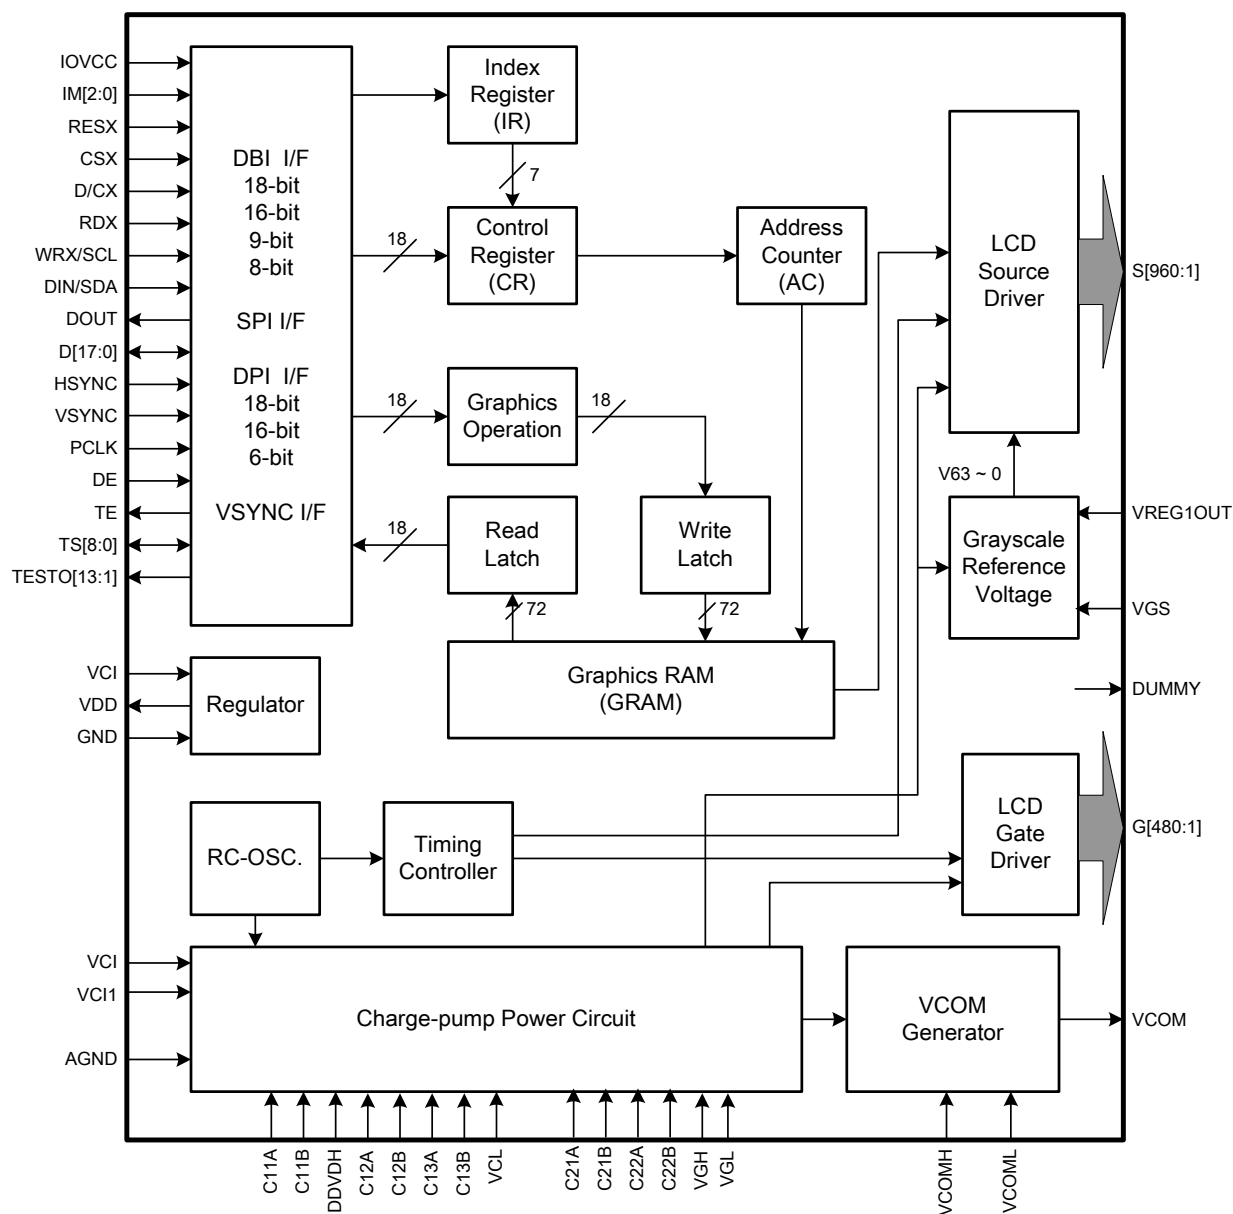 IOVCC
IM[2:0]
RESX
CSX
D/CX
RDX
WRX/SCL
DIN/SDA
DOUT
D[17:0]
HSYNC
VSYNC
PCLK
DE
TE
TS[8:0]
TESTO[13:1]
DBI I/F
18-bit
16-bit
9-bit
8-bit
SPI I/F
DPI I/F
18-bit
16-bit
6-bit
VSYNC I/F
Index
Register
(IR)
7
18
Control
Register
(CR)
Address
Counter
(AC)
18
Graphics
Operation
18
18
Read
Latch
Write
Latch
72
72
Graphics RAM
(GRAM)
LCD
Source
Driver
S[960:1]
V63 ~ 0
Grayscale
Reference
Voltage
VREG1OUT
VGS
DUMMY
VCI
VDD
GND
Regulator
RC-OSC.
Timing
Controller
LCD
Gate
Driver
G[480:1]
VCI
VCI1
AGND
Charge-pump Power Circuit
VCOM
Generator
VCOM
C11A
C11B
DDVDH
C12A
C12B
C13A
C13B
VCL
C21A
C21B
C22A
C22B
VGH
VGL
VCOMH
VCOML